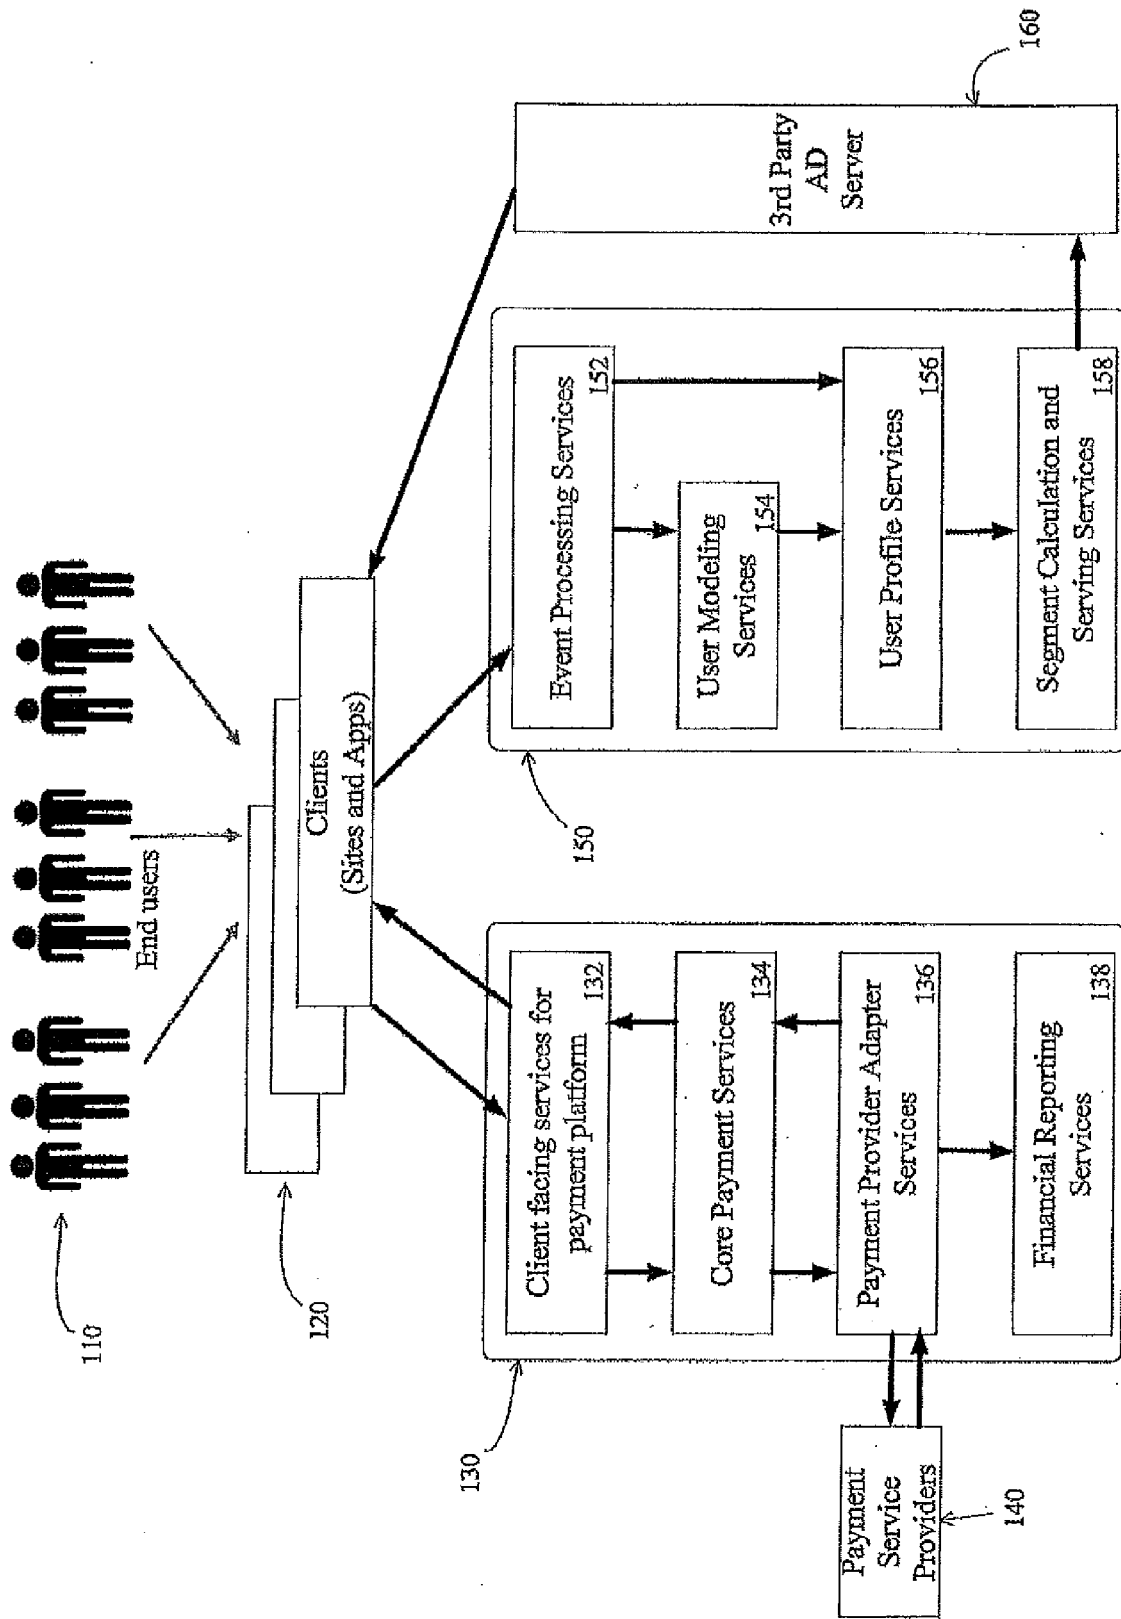 110
End users
120
Clients
(Sites and Apps)
130
Client facing services for
payment platform
132
Core Payment Services
134
Payment Provider Adapter
Services
136
Financial Reporting
Services
138
Payment
Service
Providers
140
150
Event Processing Services
152
User Modeling
Services
154
User Profile Services
156
Segment Calculation and
Serving Services
158
3rd Party
AD
Server
160